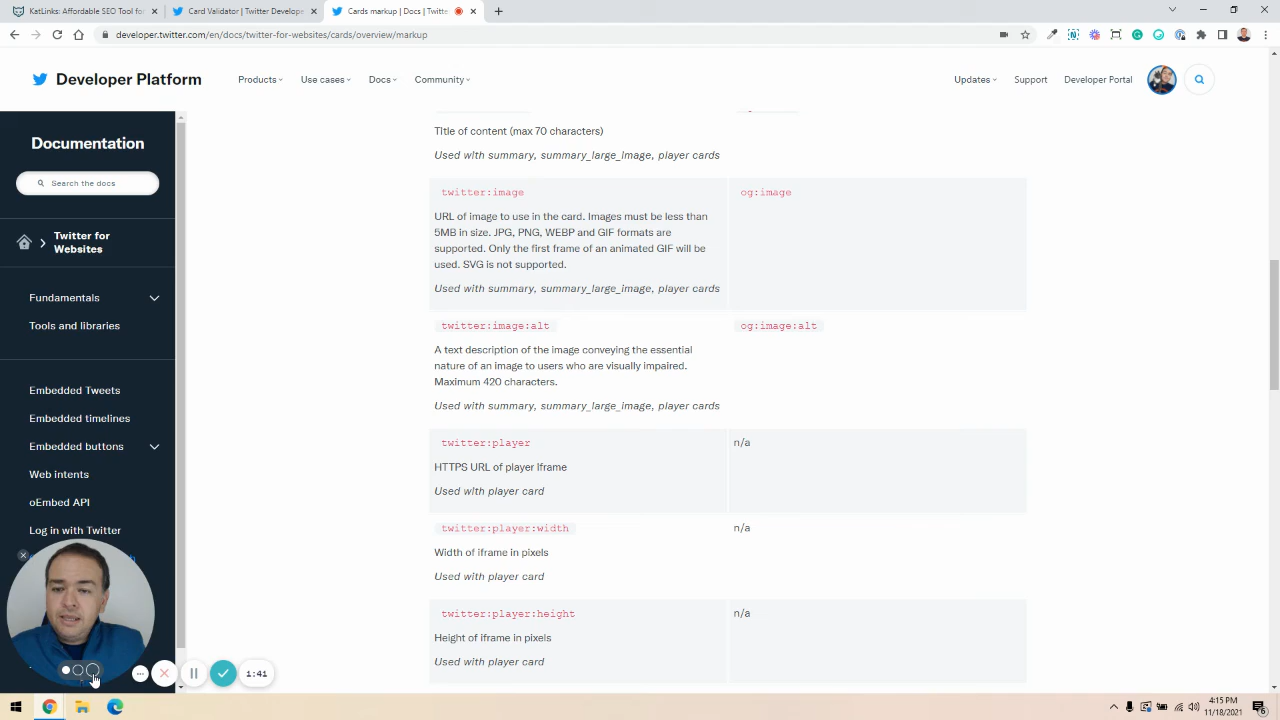 KatLinks: Affordable SEO Tool for
Card Validator | Twitter Develope
Cards markup | Docs | Twitte
developer.twitter.com/en/docs/twitter-for-websites/cards/overview/markup
Developer Platform
Products
Use cases
Docs
Community
Updates
Support
Developer Portal
Documentation
Search the docs
Twitter for
Websites
Fundamentals
Tools and libraries
Embedded Tweets
Embedded timelines
Embedded buttons
Web intents
oEmbed API
Log in with Twitter
Title of content (max 70 characters)
Used with summary, summary_large_image, player cards
twitter:image
og:image
URL of image to use in the card. Images must be less than
5MB in size. JPG, PNG, WEBP and GIF formats are
supported. Only the first frame of an animated GIF will be
used. SVG is not supported.
Used with summary, summary_large_image, player cards
twitter:image:alt
og:image:alt
A text description of the image conveying the essential
nature of an image to users who are visually impaired.
Maximum 420 characters.
Used with summary, summary_large_image, player cards
twitter:player
n/a
HTTPS URL of player iframe
Used with player card
twitter:player:width
n/a
Width of iframe in pixels
Used with player card
twitter:player:height
n/a
Height of iframe in pixels
Used with player card
1:41
4:15 PM
11/18/2021
6